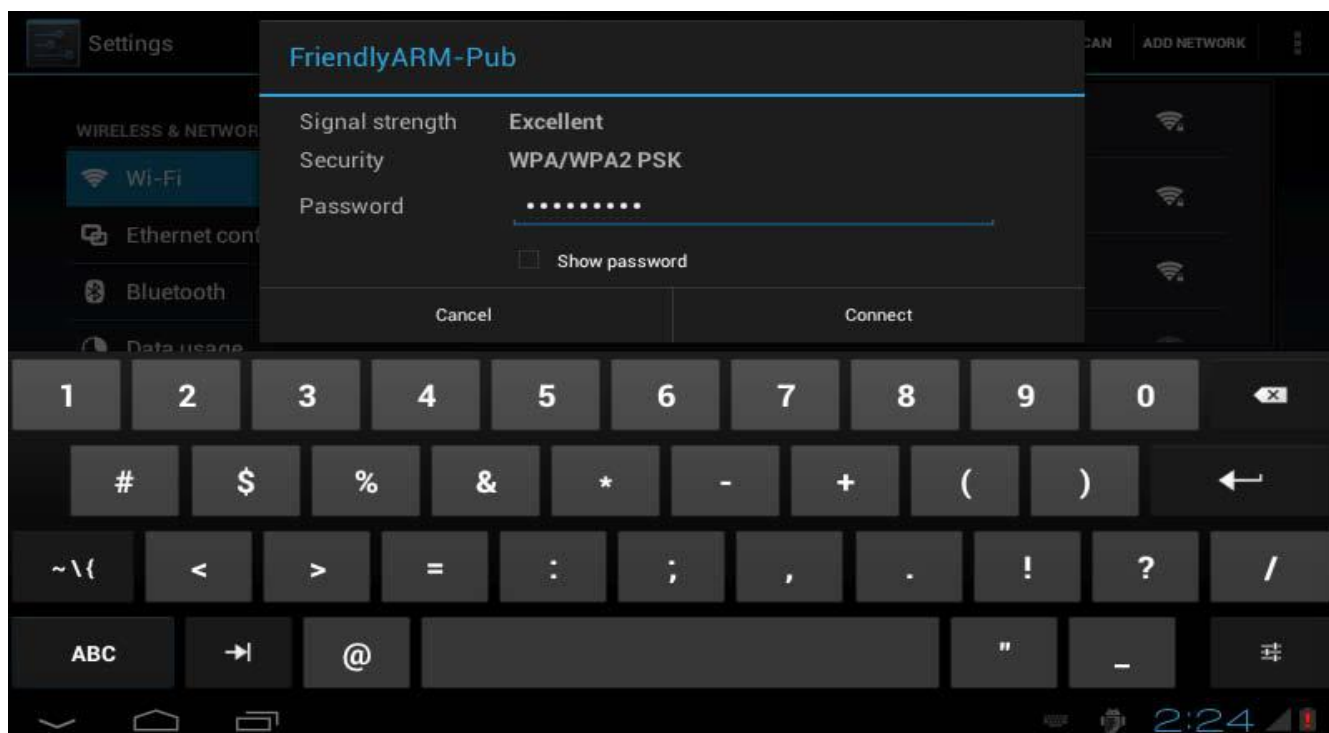 Settings
FriendlyARM-Pub
CAN ADD NETWORK
Signal strength Excellent
WIRELESS & NETWOR
Security WPA/WPA2 PSK
Wi-Fi
Password •••••••••
Ethernet conf
Show password
Bluetooth
Cancel Connect
Data usage
1 2 3 4 5 6 7 8 9 0
# $ % & * - + ( )
~\{ < > = : ; , . ! ? /
ABC @ " _
2:24